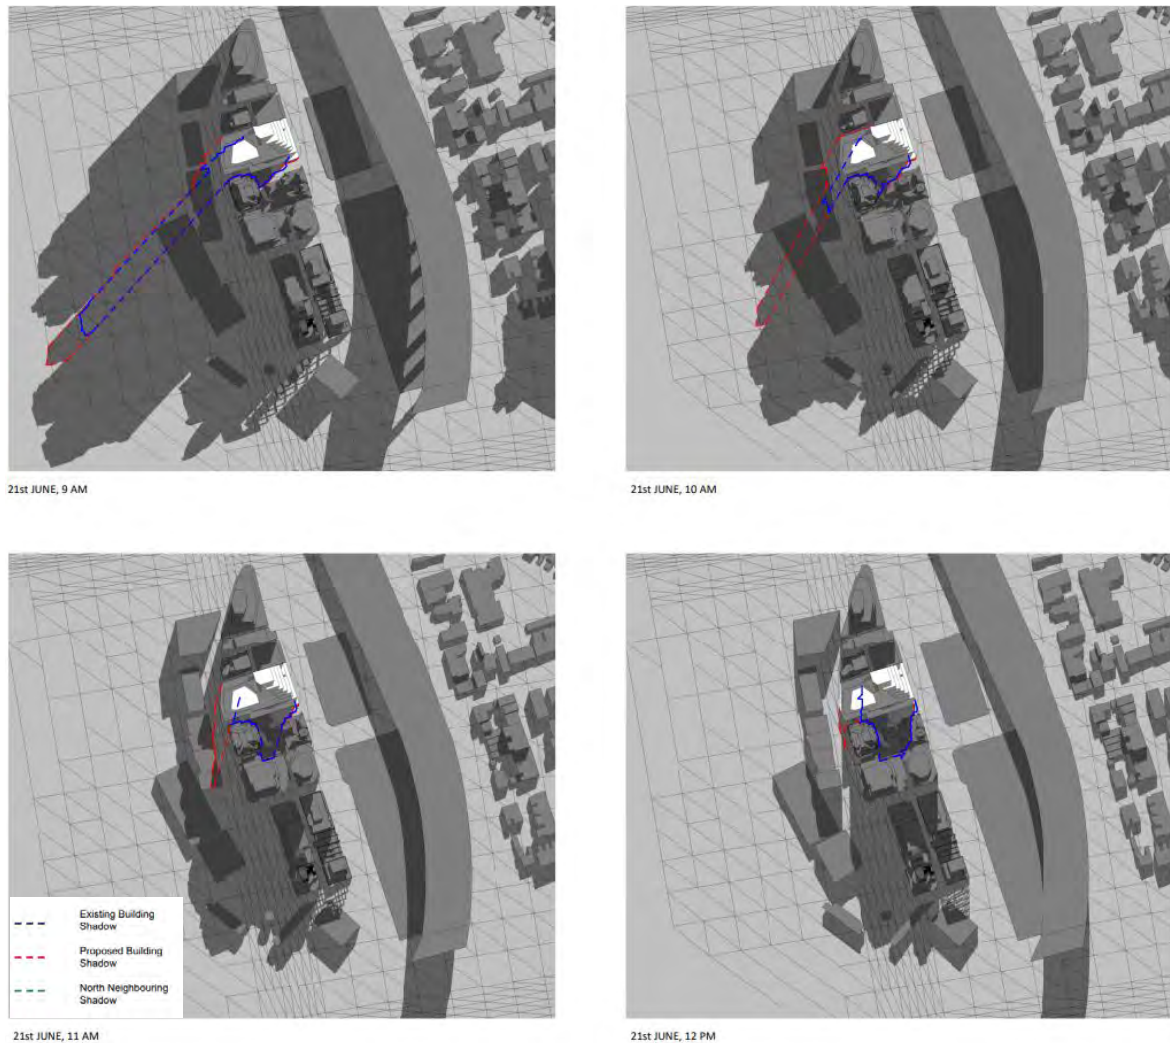 21st JUNE, 9 AM
21st JUNE, 10 AM
Existing Building
Shadow
Proposed Building
Shadow
North Neighbouring
Shadow
21st JUNE, 11 AM
21st JUNE, 12 PM